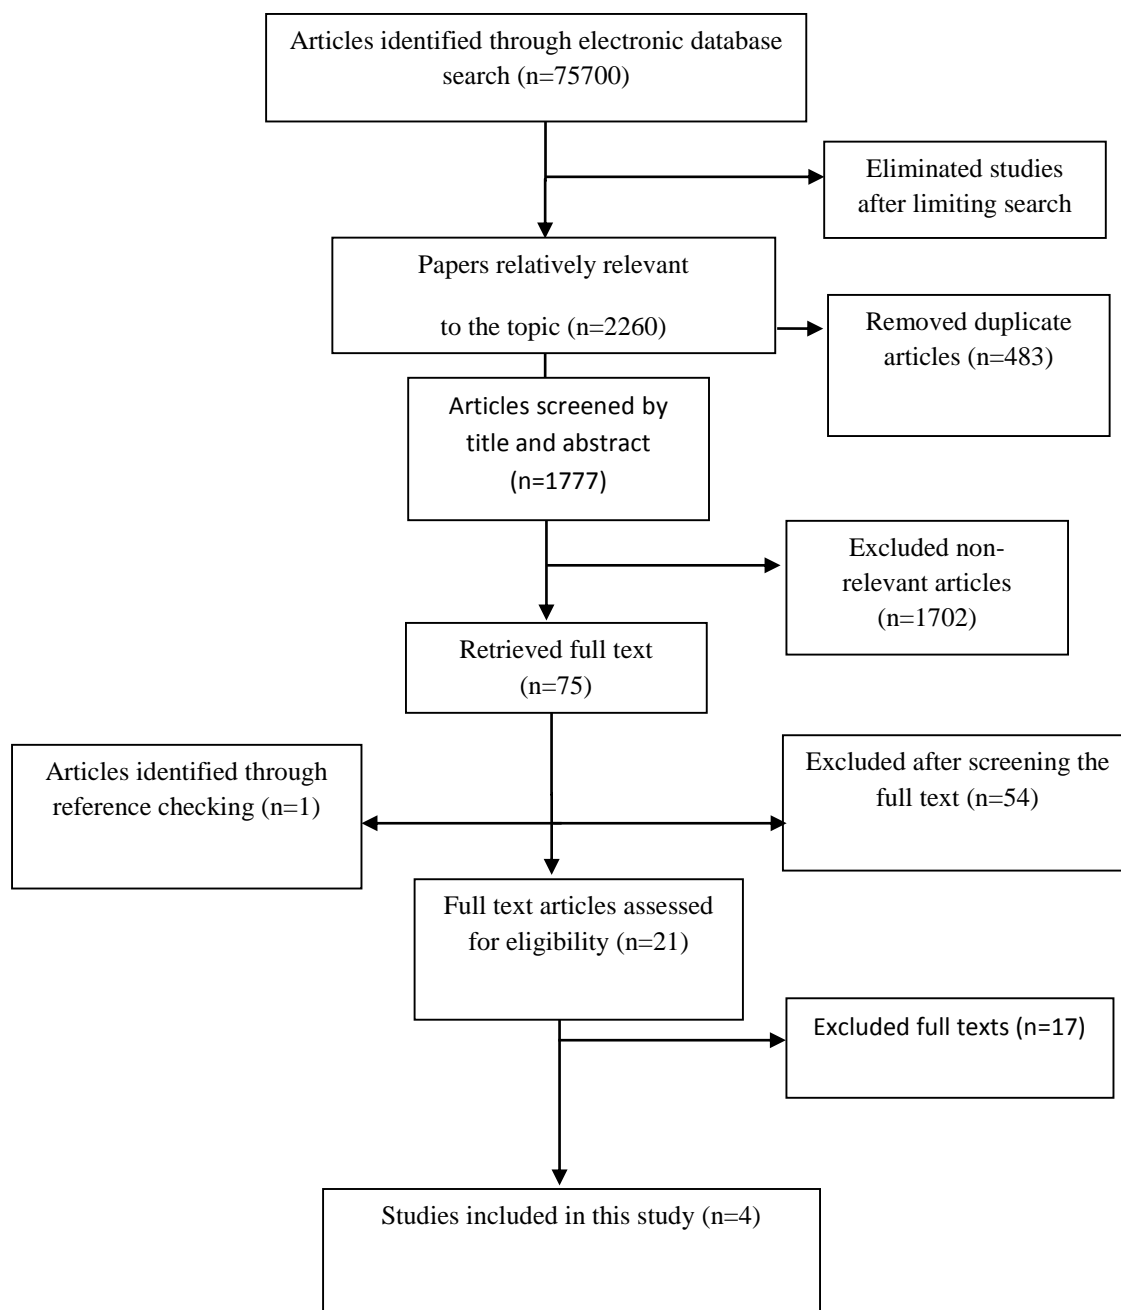 Articles identified through electronic database
search (n=75700)
Eliminated studies
after limiting search
Papers relatively relevant
to the topic (n=2260)
Removed duplicate
articles (n=483)
Articles screened by
title and abstract
(n=1777)
Excluded non-
relevant articles
(n=1702)
Retrieved full text
(n=75)
Articles identified through
reference checking (n=1)
Excluded after screening the
full text (n=54)
Full text articles assessed
for eligibility (n=21)
Excluded full texts (n=17)
Studies included in this study (n=4)